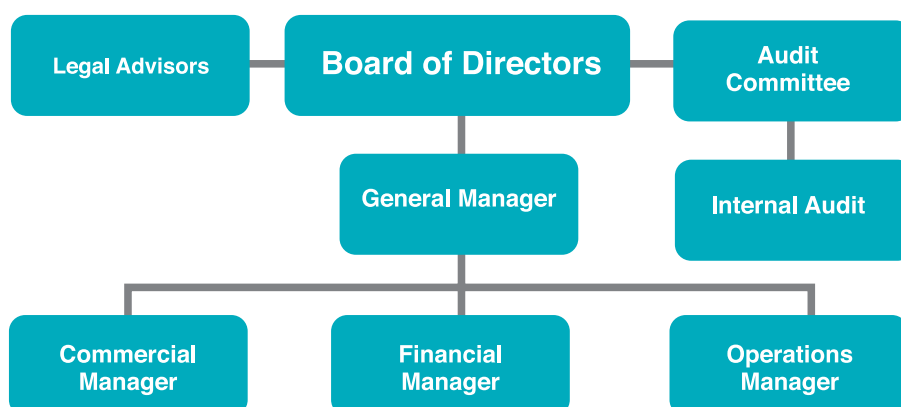 Legal Advisors
Board of Directors
Audit
Committee
General Manager
Internal Audit
Commercial
Manager
Financial
Manager
Operations
Manager